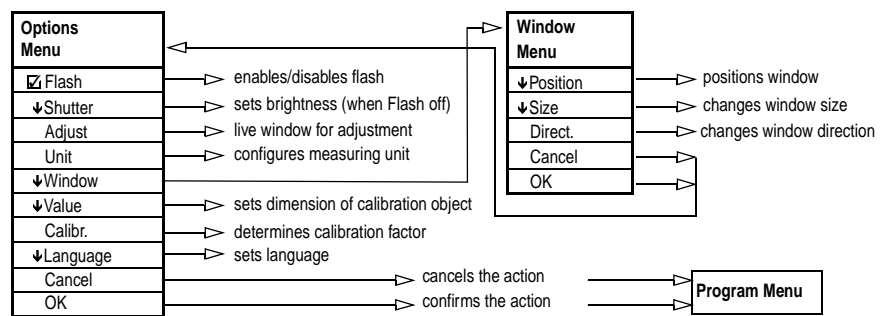 Options
Menu
Flash
Shutter
Adjust
Unit
Window
Value
Calibr.
Language
Cancel
OK
enables/disables flash
sets brightness (when Flash off)
live window for adjustment
configures measuring unit
sets dimension of calibration object
determines calibration factor
sets language
cancels the action
confirms the action
Window
Menu
Position
Size
Direct.
Cancel
OK
positions window
changes window size
changes window direction
Program Menu